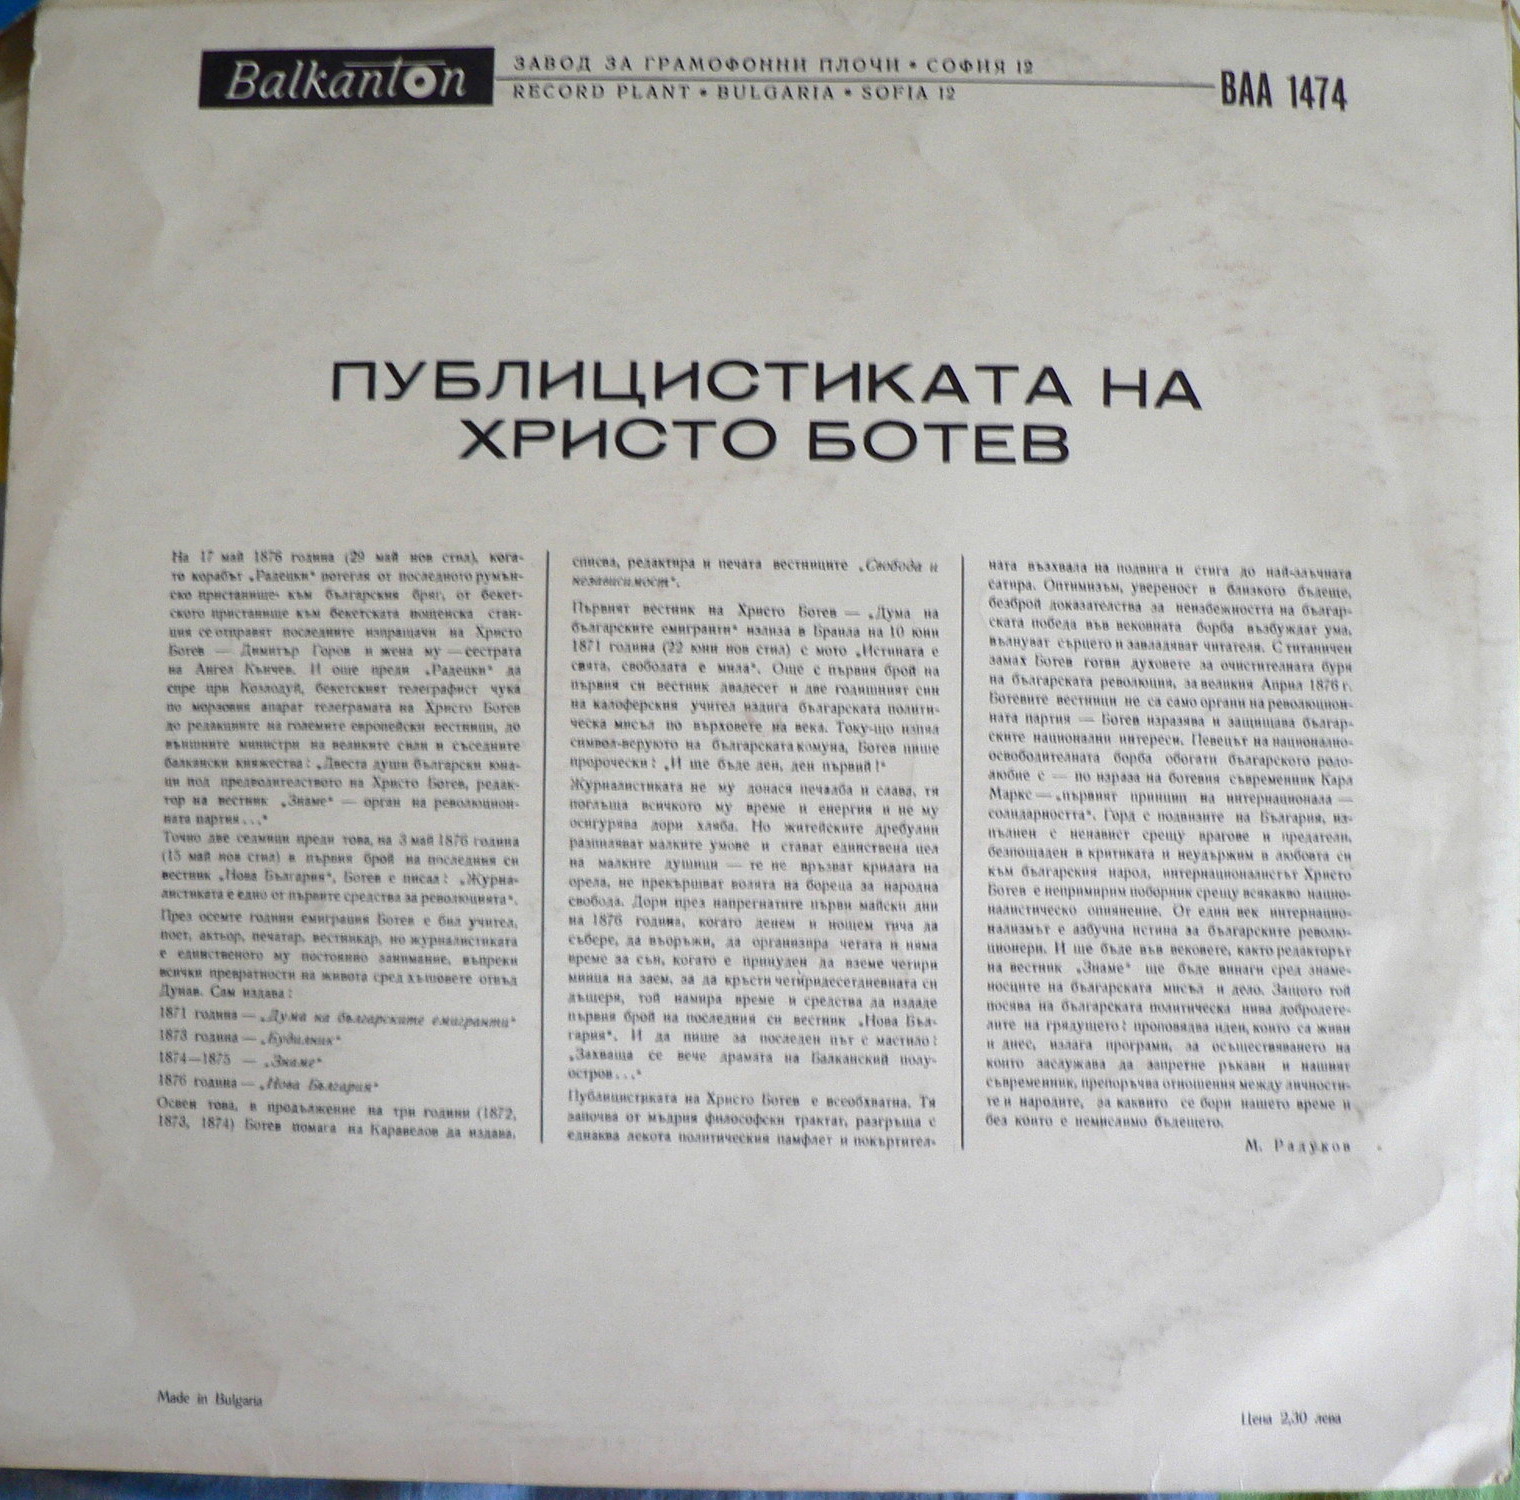 Balkanton
ЗАВОД ЗА ГРАМОФОННИ ПЛОЧИ • СОФИЯ 12
RECORD PLANT • BULGARIA • SOFIA 12
ВАА 1474
ПУБЛИЦИСТИКАТА НА
ХРИСТО БОТЕВ
На 17 май 1876 година (29 май нов стил), кога-
то корабът „Радецки“ потегля от последното румън-
ско пристанище към българския бряг, от бекет-
ското пристанище към бекетската пощенска стан-
ция се отправят последните изпращачи на Христо
Ботев — Димитър Горов и жена му — сестрата
на Ангел Кънчев. И още преди „Радецки“ да
спре при Козлодуй, бекетският телеграфист чука
по морзовия апарат телеграмата на Христо Ботев
до редакциите на големите европейски вестници, до
външните министри на великите сили и съседните
балкански княжества: „Двеста души български юна-
ци под предводителството на Христо Ботев, редак-
тор на вестник „Знаме“ — орган на революцион-
ната партия...“
Точно две седмици преди това, на 3 май 1876 година
(15 май нов стил) в първия брой на последния си
вестник „Нова България“, Ботев е писал: „Журна-
листиката е едно от първите средства за революцията“.
През осемте години емиграция Ботев е бил учител,
поет, актьор, печатар, вестникар, но журналистиката
е единственото му постоянно занимание, въпреки
всички превратности на живота сред хъшовете отвъд
Дунав. Сам издава:
1871 година — „Дума на българските емигранти“
1873 година — „Будилник“
1874—1875 — „Знаме“
1876 година — „Нова България“
Освен това, в продължение на три години (1872,
1873, 1874) Ботев помага на Каравелов да издава,
списва, редактира и печата вестниците „Свобода и
независимост“.
Първият вестник на Христо Ботев — „Дума на
българските емигранти“ излиза в Браила на 10 юни
1871 година (22 юни нов стил) с мото „Истината е
свята, свободата е мила“. Още с първия брой на
първия си вестник двадесет и две годишният син
на калоферския учител издига българската полити-
ческа мисъл по върховете на века. Току-що изпял
символ-веруюто на българската комуна, Ботев пише
пророчески: „И ще бъде ден, ден първий!“
Журналистиката не му донася печалба и слава, тя
поглъща всичкото му време и енергия и не му
осигурява дори хляба. Но житейските дребулии
разпиляват малките умове и стават единствена цел
на малките душици — те не връзват крилата на
орела, не прекършват волята на бореца за народна
свобода. Дори през напрегнатите първи майски дни
на 1876 година, когато денем и нощем тича да
събере, да въоръжи, да организира четата и няма
време за сън, когато е принуден да вземе четири
минца на заем, за да кръсти четиридесетдневната си
дъщеря, той намира време и средства да издаде
първия брой на последния си вестник „Нова Бъл-
гария“. И да пише за последен път с мастило:
„Захваща се вече драмата на Балканский полу-
остров...“
Публицистиката на Христо Ботев е всеобхватна. Тя
започва от мъдрия философски трактат, разгръща с
еднаква лекота политическия памфлет и покъртител-
ната възхвала на подвига и стига до най-злъчната
сатира. Оптимизъм, увереност в близкото бъдеще,
безброй доказателства за неизбежността на българ-
ската победа във вековната борба възбуждат ума,
вълнуват сърцето и завладяват читателя. С титаничен
замах Ботев готви духовете за очистителната буря
на българската революция, за великия Април 1876 г.
Ботевите вестници не са само органи на революцион-
ната партия — Ботев изразява и защищава българ-
ските национални интереси. Певецът на национално-
освободителната борба обогати българското родо-
любие с — по израза на ботевия съвременник Карл
Маркс — „първият принцип на интернационала —
солидарността“. Горд с подвизите на България, из-
пълнен с ненавист срещу врагове и предатели,
безпощаден в критиката и неудържим в любовта си
към българския народ, интернационалистът Христо
Ботев е непримирим поборник срещу всякакво нацио-
налистическо опиянение. От един век интернацио-
нализмът е азбучна истина за българските револю-
ционери. И ще бъде във вековете, както редакторът
на вестник „Знаме“ ще бъде винаги сред знаме-
носците на българската мисъл и дело. Защото той
посява на българската политическа нива добродете-
лите на грядущето: проповядва идеи, които са живи
и днес, излага програми, за осъществяването на
които заслужава да запретне ръкави и нашият
съвременник, препоръчва отношения между личности-
те и народите, за каквито се бори нашето време и
без които е немислимо бъдещето.
М. Радуков
Made in Bulgaria
Цена 2,30 лева